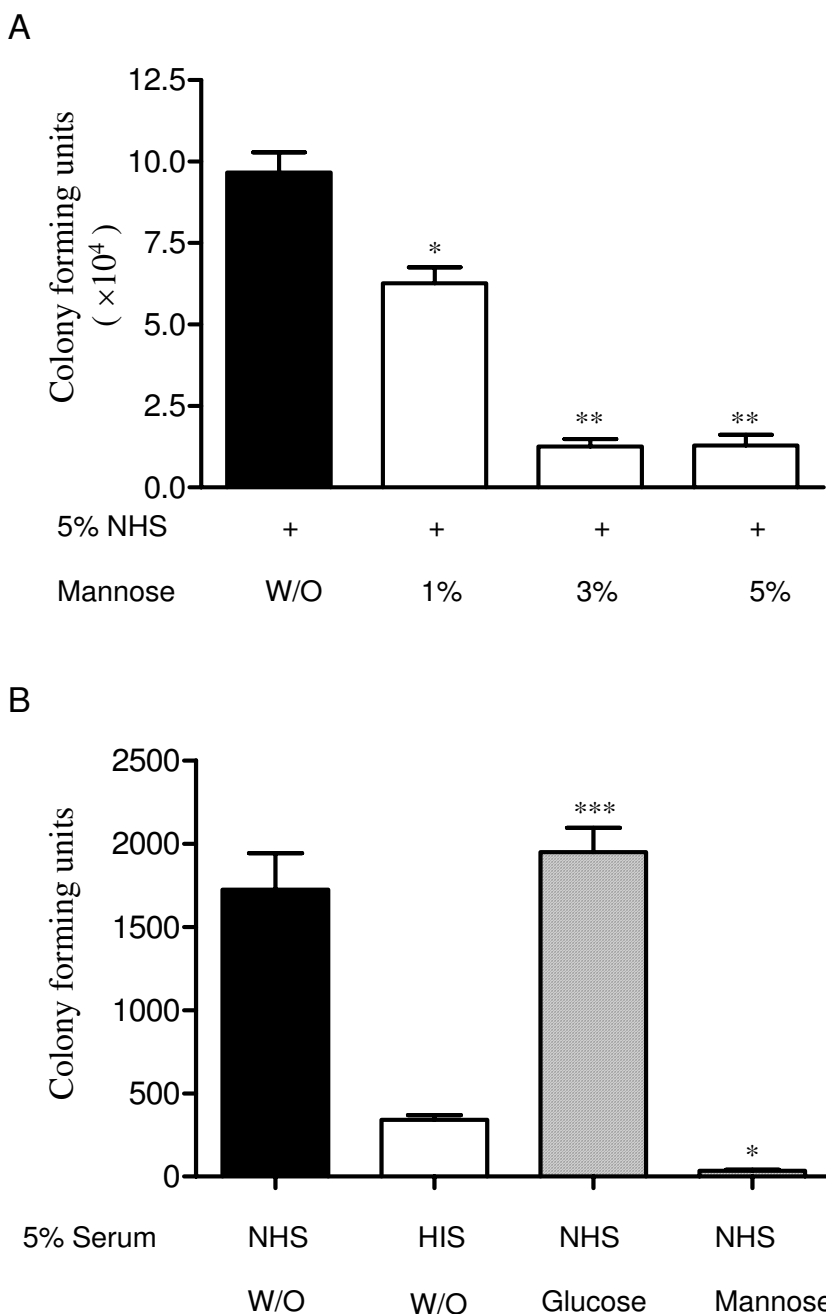 A
Colony forming units
( ×10⁴ )
12.5
10.0
7.5
5.0
2.5
0.0
*
**
**
5% NHS + + + +
Mannose W/O 1% 3% 5%
B
Colony forming units
2500
2000
1500
1000
500
0
***
*
5% Serum NHS HIS NHS NHS
W/O W/O Glucose Mannose